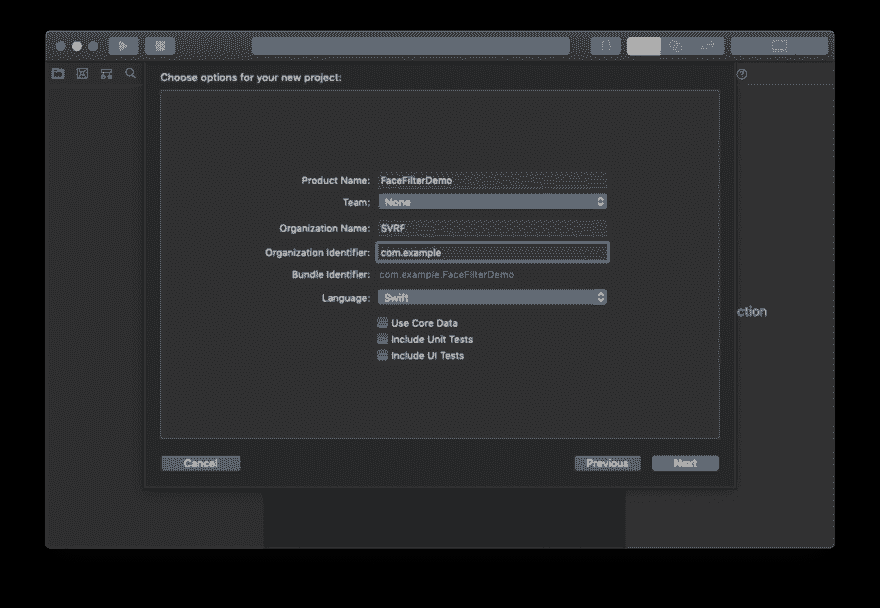 Choose options for your new project:
Product Name: FaceFilterDemo
Team: None
Organization Name: SVRF
Organization Identifier: com.example
Bundle Identifier: com.example.FaceFilterDemo
Language: Swift
Use Core Data
Include Unit Tests
Include UI Tests
ction
Cancel Previous Next